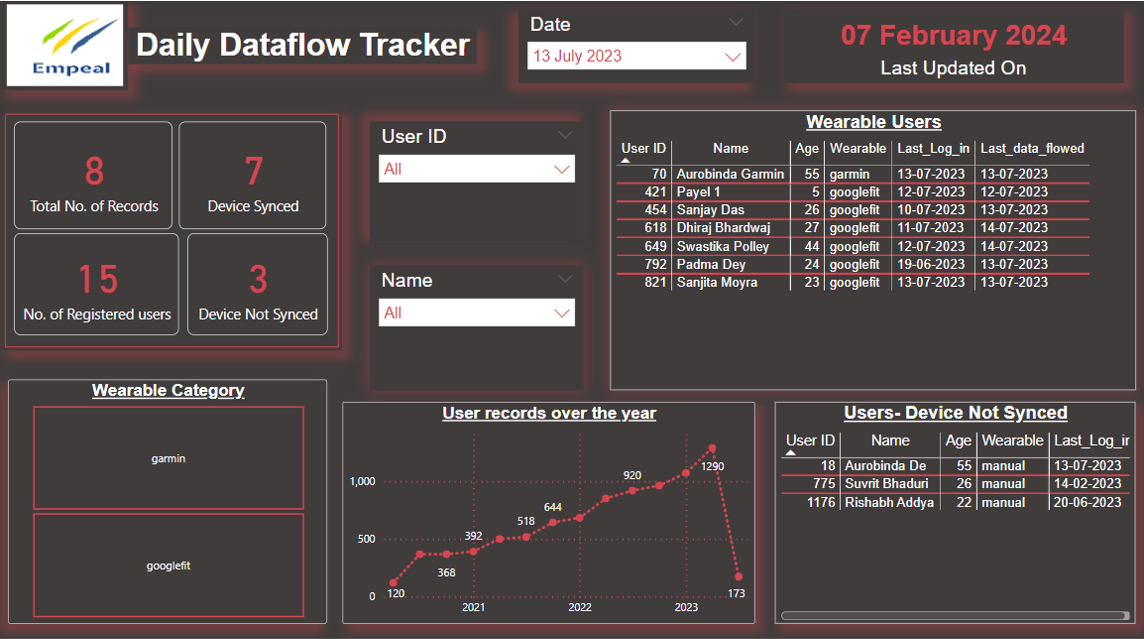 Empeal
Daily Dataflow Tracker
Date
13 July 2023
07 February 2024
Last Updated On
8
Total No. of Records
7
Device Synced
15
No. of Registered users
3
Device Not Synced
User ID
All
Name
All
Wearable Users
User ID Name Age Wearable Last_Log_in Last_data_flowed
70 Aurobinda Garmin 55 garmin 13-07-2023 13-07-2023
421 Payel 1 5 googlefit 12-07-2023 12-07-2023
454 Sanjay Das 26 googlefit 10-07-2023 13-07-2023
618 Dhiraj Bhardwaj 27 googlefit 11-07-2023 14-07-2023
649 Swastika Polley 44 googlefit 12-07-2023 14-07-2023
792 Padma Dey 24 googlefit 19-06-2023 13-07-2023
821 Sanjita Moyra 23 googlefit 13-07-2023 13-07-2023
Wearable Category
garmin
googlefit
User records over the year
1,000
500
0
120
368
392
518
644
920
1290
173
2021 2022 2023
Users- Device Not Synced
User ID Name Age Wearable Last_Log_ir
18 Aurobinda De 55 manual 13-07-2023
775 Suvrit Bhaduri 26 manual 14-02-2023
1176 Rishabh Addya 22 manual 20-06-2023